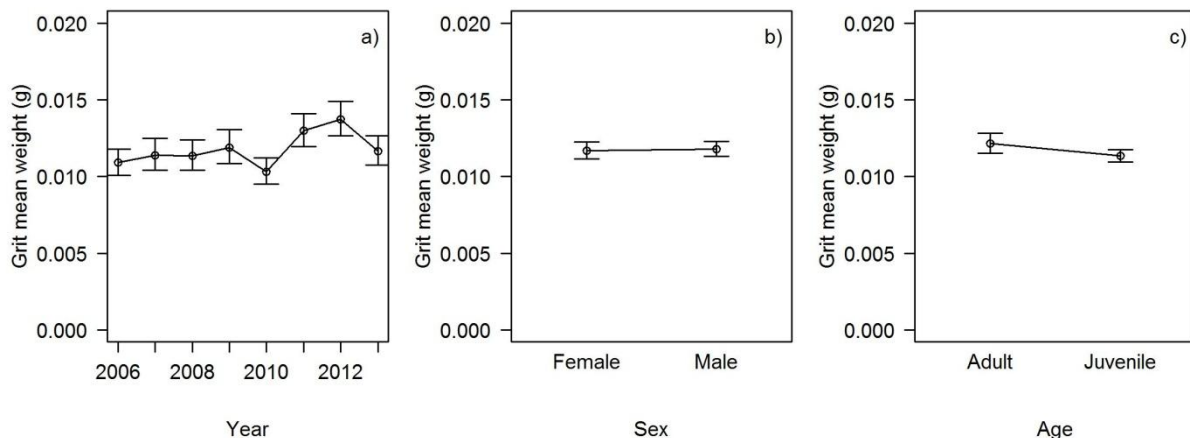 a)
Grit mean weight (g)
0.020
0.015
0.010
0.005
0.000
2006 2008 2010 2012
Year
b)
Grit mean weight (g)
0.020
0.015
0.010
0.005
0.000
Female Male
Sex
c)
Grit mean weight (g)
0.020
0.015
0.010
0.005
0.000
Adult Juvenile
Age